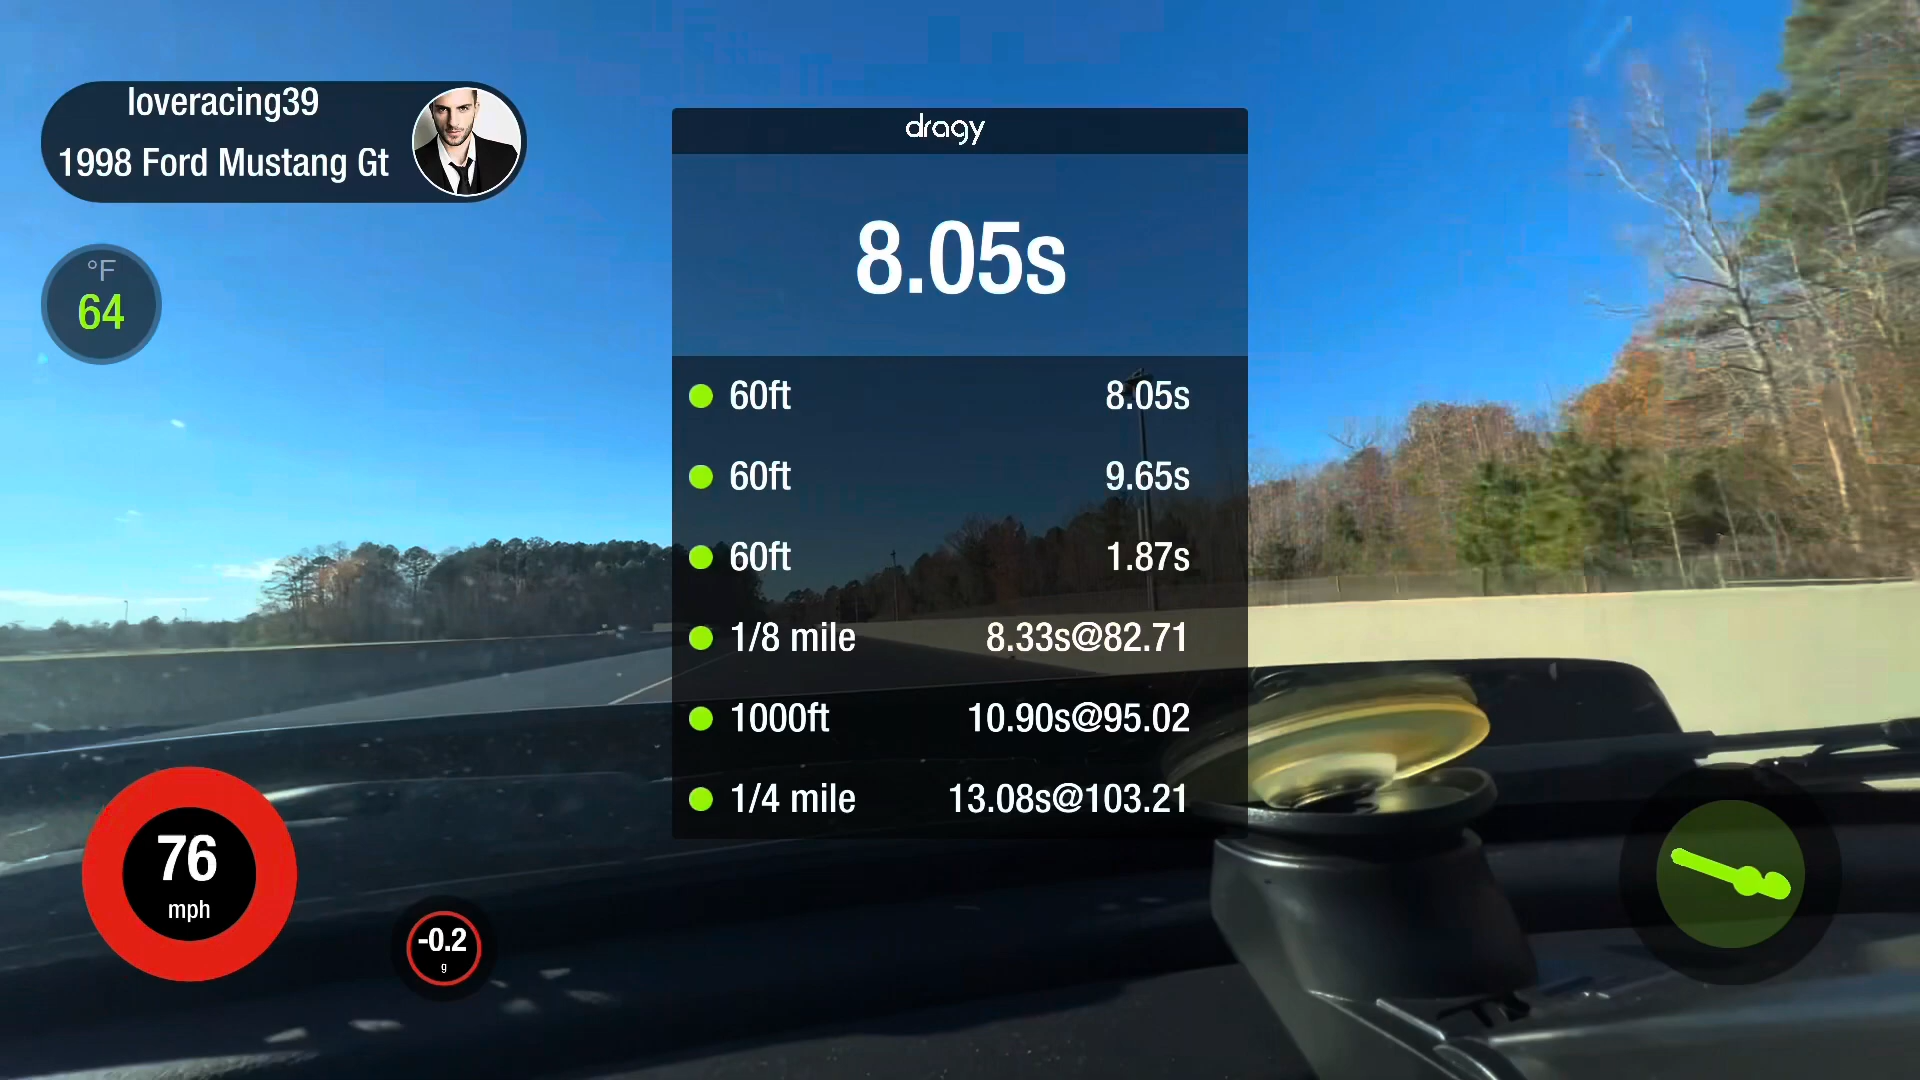 loveracing39
1998 Ford Mustang Gt
°F
64
dragy
8.05s
60ft 8.05s
60ft 9.65s
60ft 1.87s
1/8 mile 8.33s@82.71
1000ft 10.90s@95.02
1/4 mile 13.08s@103.21
76
mph
-0.2
g